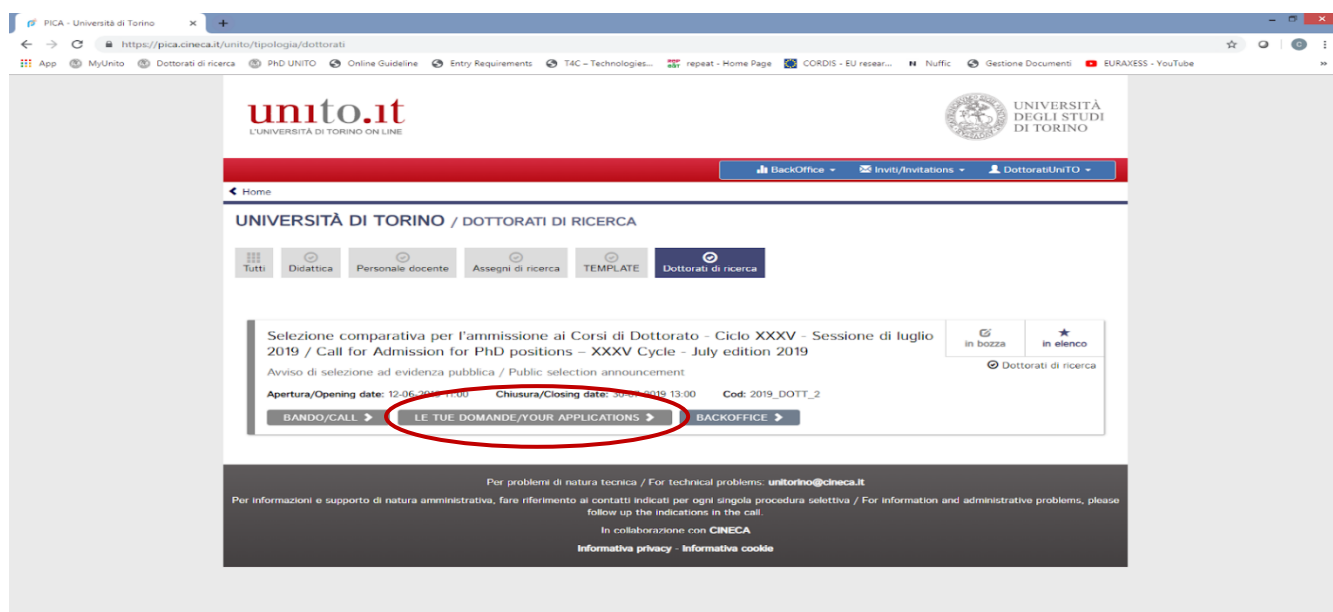 PICA - Università di Torino
https://pica.cineca.it/unito/tipologia/dottorati
App MyUnito Dottorati di ricerca PhD UNITO Online Guideline Entry Requirements T4C – Technologies... repeat - Home Page CORDIS - EU resear... Nuffic Gestione Documenti EURAXESS - YouTube »
unito.it
L'UNIVERSITÀ DI TORINO ON LINE
UNIVERSITÀ
DEGLI STUDI
DI TORINO
BackOffice Inviti/Invitations DottoratiUniTO
Home
UNIVERSITÀ DI TORINO / DOTTORATI DI RICERCA
Tutti Didattica Personale docente Assegni di ricerca TEMPLATE Dottorati di ricerca
Selezione comparativa per l'ammissione ai Corsi di Dottorato - Ciclo XXXV - Sessione di luglio
2019 / Call for Admission for PhD positions – XXXV Cycle - July edition 2019
in bozza in elenco
Dottorati di ricerca
Avviso di selezione ad evidenza pubblica / Public selection announcement
Apertura/Opening date: 12-06-2019 11:00 Chiusura/Closing date: 2019 13:00 Cod: 2019_DOTT_2
BANDO/CALL LE TUE DOMANDE/YOUR APPLICATIONS BACKOFFICE
Per problemi di natura tecnica / For technical problems: unitorino@cineca.it
Per informazioni e supporto di natura amministrativa, fare riferimento ai contatti indicati per ogni singola procedura selettiva / For information and administrative problems, please
follow up the indications in the call.
In collaborazione con CINECA
Informativa privacy - Informativa cookie